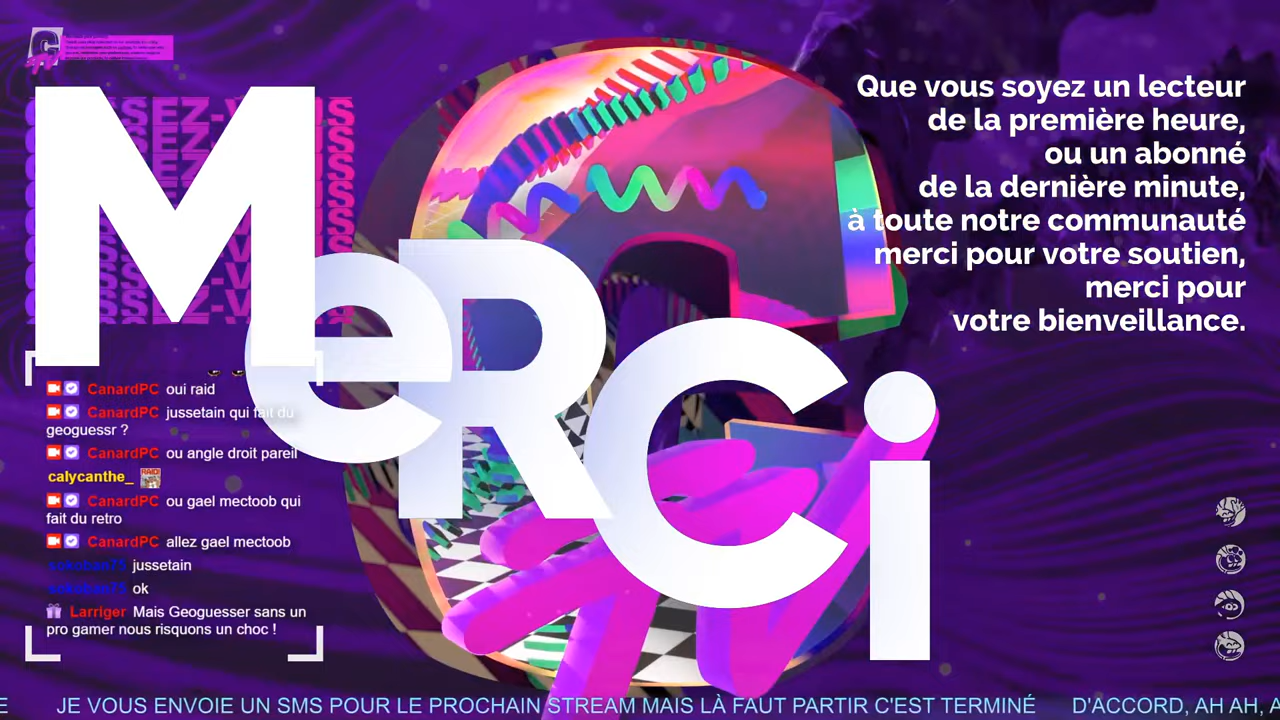 MeRCi
Que vous soyez un lecteur
de la première heure,
ou un abonné
de la dernière minute,
à toute notre communauté
merci pour votre soutien,
merci pour
votre bienveillance.
CanardPC oui raid
CanardPC jussetain qui fait du
geoguessr ?
CanardPC ou angle droit pareil
calycanthe_
CanardPC ou gael mectoob qui
fait du retro
CanardPC allez gael mectoob
sokoban75 jussetain
sokoban75 ok
Larriger Mais Geoguesser sans un
pro gamer nous risquons un choc !
E JE VOUS ENVOIE UN SMS POUR LE PROCHAIN STREAM MAIS LÀ FAUT PARTIR C'EST TERMINÉ D'ACCORD, AH AH, A